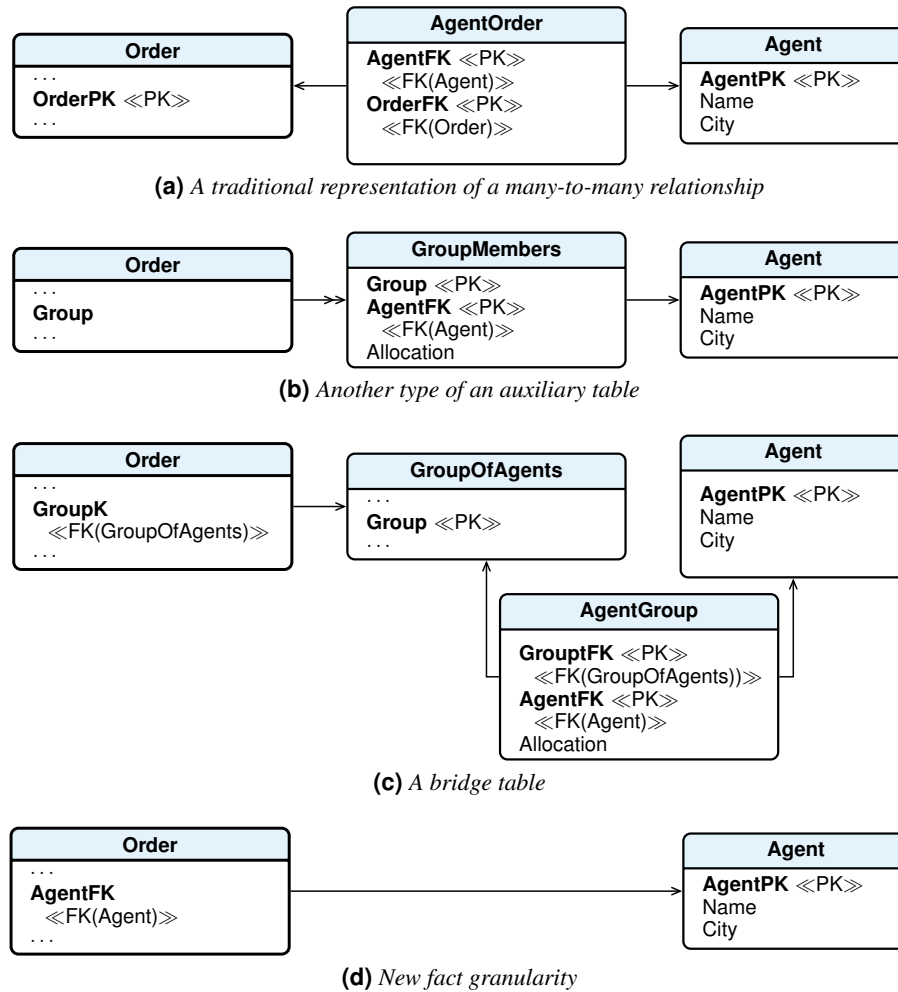 Order
. . .
OrderPK ≪PK≫
. . .
AgentOrder
AgentFK ≪PK≫
≪FK(Agent)≫
OrderFK ≪PK≫
≪FK(Order)≫
Agent
AgentPK ≪PK≫
Name
City
(a) A traditional representation of a many-to-many relationship
Order
. . .
Group
. . .
GroupMembers
Group ≪PK≫
AgentFK ≪PK≫
≪FK(Agent)≫
Allocation
Agent
AgentPK ≪PK≫
Name
City
(b) Another type of an auxiliary table
Order
. . .
GroupK
≪FK(GroupOfAgents)≫
. . .
GroupOfAgents
. . .
Group ≪PK≫
. . .
Agent
AgentPK ≪PK≫
Name
City
AgentGroup
GrouptFK ≪PK≫
≪FK(GroupOfAgents))≫
AgentFK ≪PK≫
≪FK(Agent)≫
Allocation
(c) A bridge table
Order
. . .
AgentFK
≪FK(Agent)≫
. . .
Agent
AgentPK ≪PK≫
Name
City
(d) New fact granularity